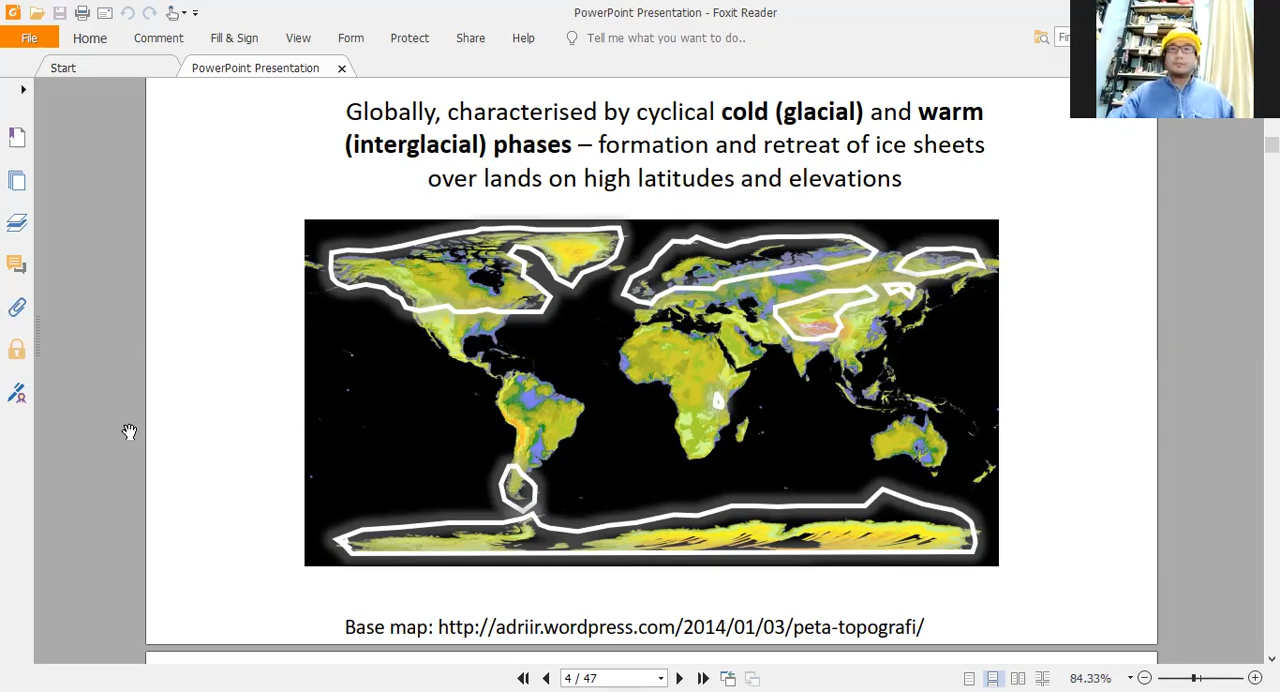 PowerPoint Presentation - Foxit Reader
File Home Comment Fill & Sign View Form Protect Share Help Tell me what you want to do..
Start PowerPoint Presentation
Globally, characterised by cyclical cold (glacial) and warm
(interglacial) phases – formation and retreat of ice sheets
over lands on high latitudes and elevations
Base map: http://adriir.wordpress.com/2014/01/03/peta-topografi/
4 / 47 84.33%